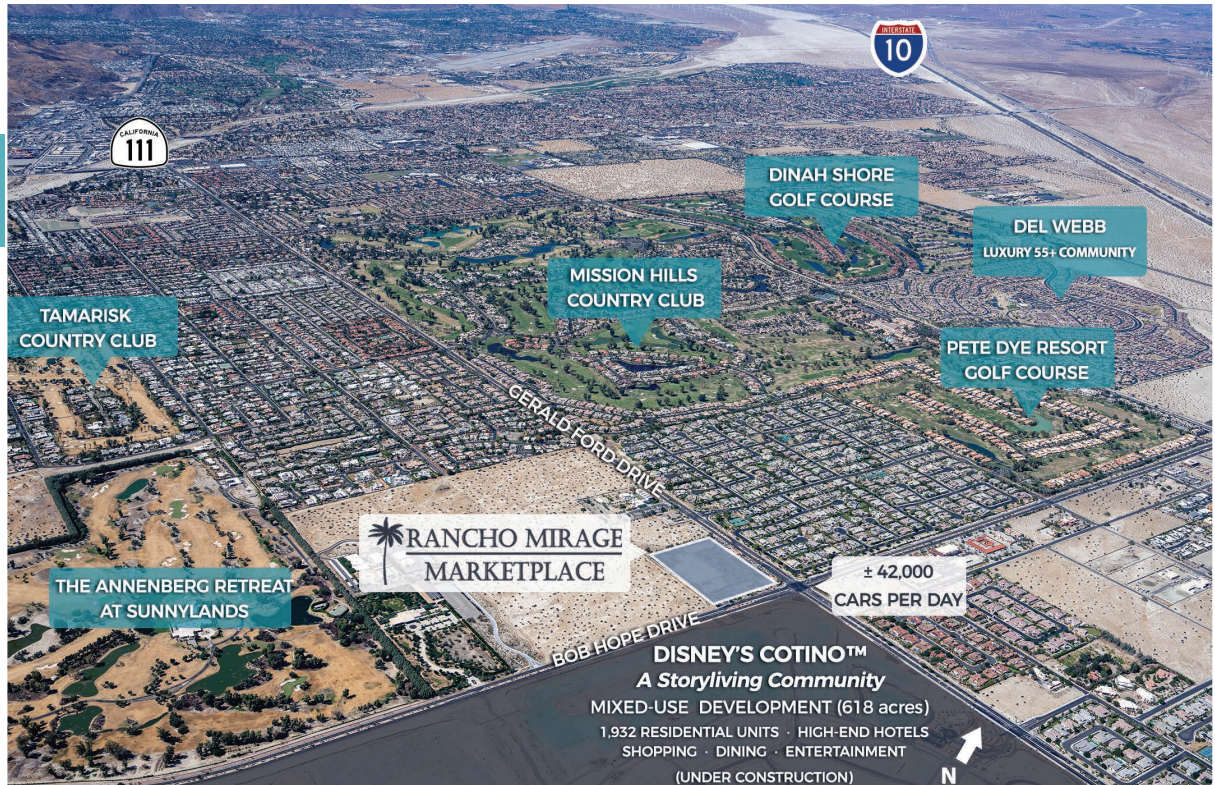 INTERSTATE
10
CALIFORNIA
111
DINAH SHORE
GOLF COURSE
DEL WEBB
LUXURY 55+ COMMUNITY
MISSION HILLS
COUNTRY CLUB
TAMARISK
COUNTRY CLUB
PETE DYE RESORT
GOLF COURSE
GERALD FORD DRIVE
RANCHO MIRAGE
MARKETPLACE
± 42,000
CARS PER DAY
THE ANNENBERG RETREAT
AT SUNNYLANDS
BOB HOPE DRIVE
DISNEY'S COTINO™
A Storyliving Community
MIXED-USE DEVELOPMENT (618 acres)
1,932 RESIDENTIAL UNITS · HIGH-END HOTELS
SHOPPING · DINING · ENTERTAINMENT
(UNDER CONSTRUCTION)
N